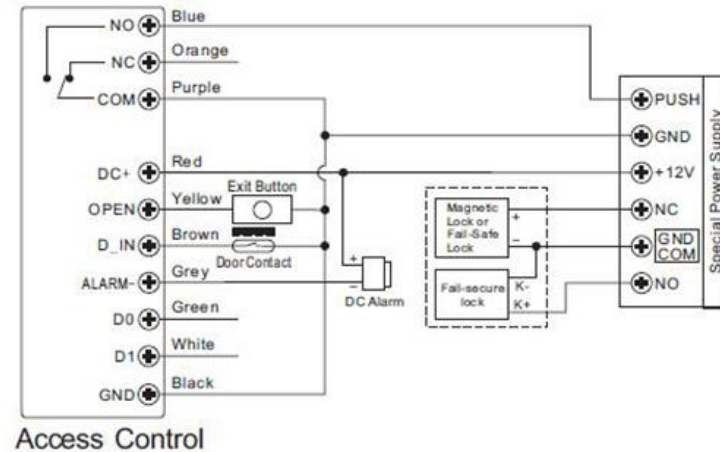 NO Blue
NC Orange
COM Purple
DC+ Red
OPEN Yellow
Exit Button
D_IN Brown
Door Contact
ALARM- Grey
+
−
DC Alarm
D0 Green
D1 White
GND Black
Access Control
Magnetic
Lock or
Fail-Safe
Lock
+
−
Fail-secure
lock
K-
K+
PUSH
GND
+12V
NC
GND
COM
NO
Special Power Supply